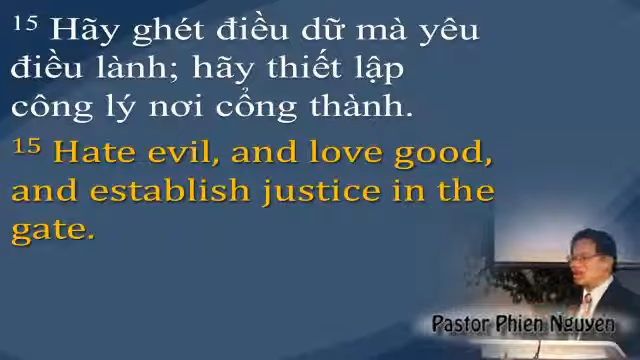 15 Hãy ghét điều dữ mà yêu
điều lành; hãy thiết lập
công lý nơi cổng thành.
15 Hate evil, and love good,
and establish justice in the
gate.
Pastor Phien Nguyen